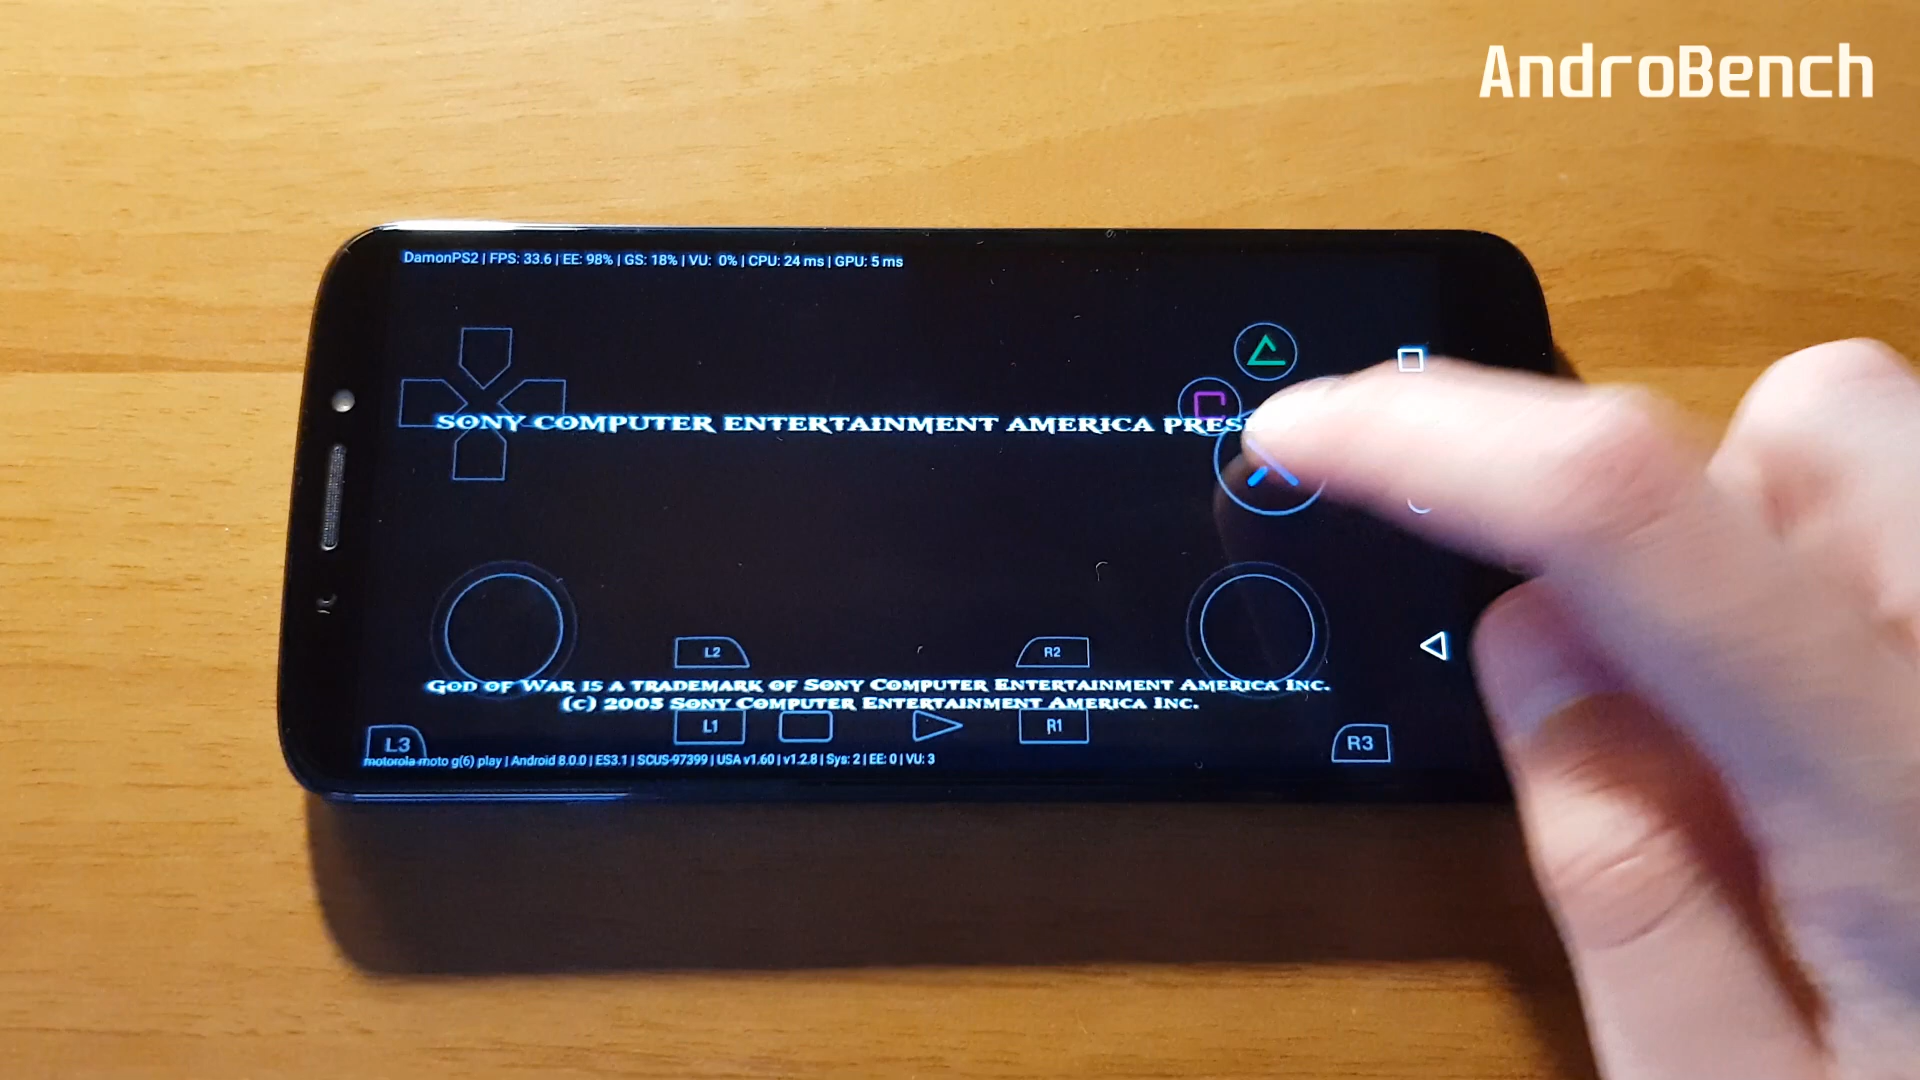 AndroBench
DamonPS2 | FPS: 33.6 | EE: 98% | GS: 18% | VU: 0% | CPU: 24 ms | GPU: 5 ms
SONY COMPUTER ENTERTAINMENT AMERICA
L2
R2
GOD OF WAR IS A TRADEMARK OF SONY COMPUTER ENTERTAINMENT AMERICA INC.
(C) 2005 SONY COMPUTER ENTERTAINMENT AMERICA INC.
L1
R1
L3
R3
motorola moto g(6) play | Android 8.0.0 | ES3.1 | SCUS-97399 | USA v1.60 | v1.2.8 | Sys: 2 | EE: 0 | VU: 3